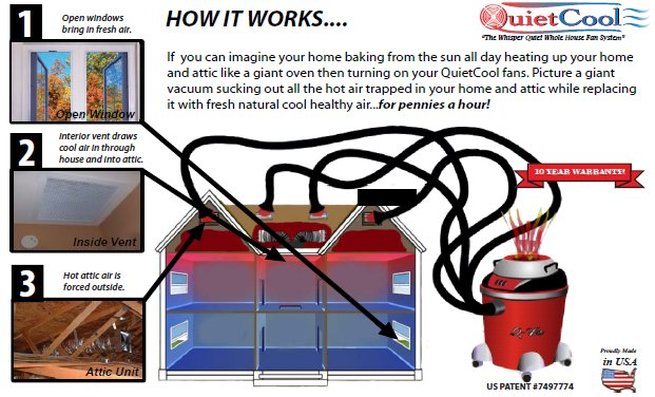 1
Open windows
bring in fresh air.
Open Window
2
Interior vent draws
cool air in through
house and into attic.
Inside Vent
3
Hot attic air is
forced outside.
Attic Unit
HOW IT WORKS....
QuietCool
"The Whisper Quiet Whole House Fan System"
If you can imagine your home baking from the sun all day heating up your home
and attic like a giant oven then turning on your QuietCool fans. Picture a giant
vacuum sucking out all the hot air trapped in your home and attic while replacing
it with fresh natural cool healthy air...for pennies a hour!
10 YEAR WARRANTY!
US PATENT #7497774
Proudly Made
in USA